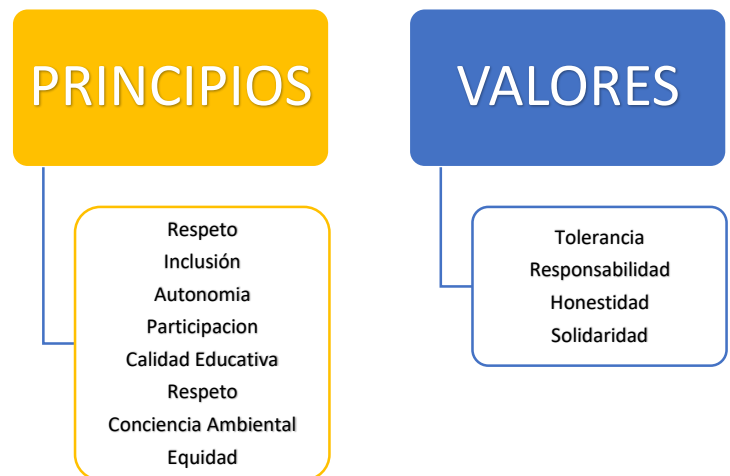 PRINCIPIOS
Respeto
Inclusión
Autonomia
Participacion
Calidad Educativa
Respeto
Conciencia Ambiental
Equidad
VALORES
Tolerancia
Responsabilidad
Honestidad
Solidaridad